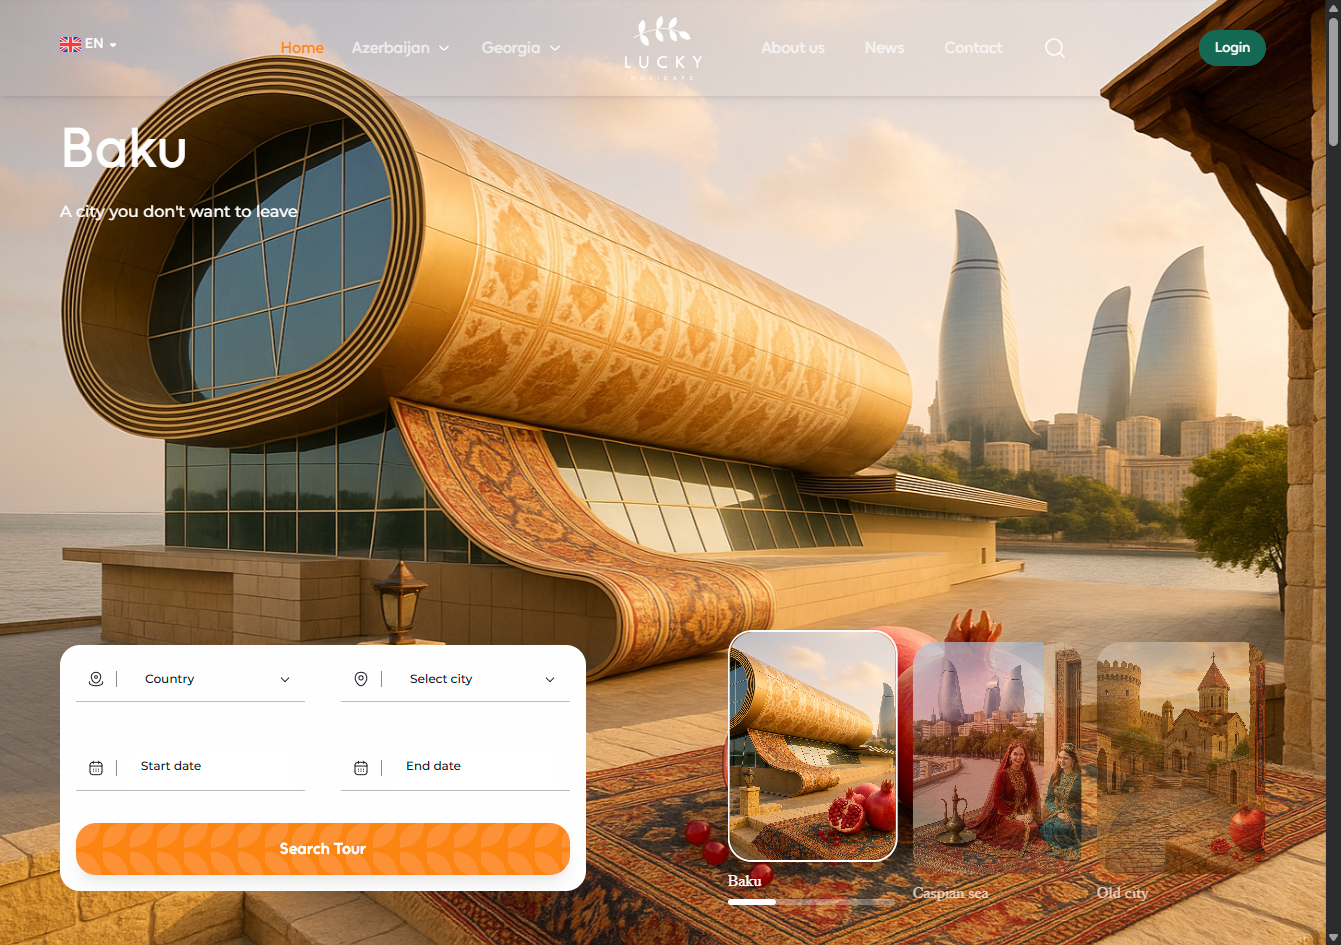 EN
Home
Azerbaijan
Georgia
LUCKY
HOLIDAYS
About us
News
Contact
Login
Baku
A city you don't want to leave
Country
Select city
Start date
End date
Search Tour
Baku
Caspian sea
Old city